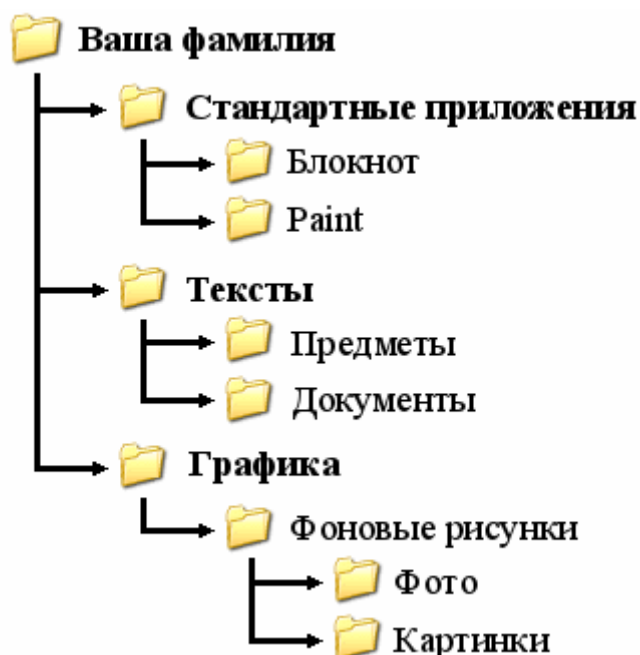 Ваша фамилия
Стандартные приложения
Блокнот
Paint
Тексты
Предметы
Документы
Графика
Фоновые рисунки
Фото
Картинки